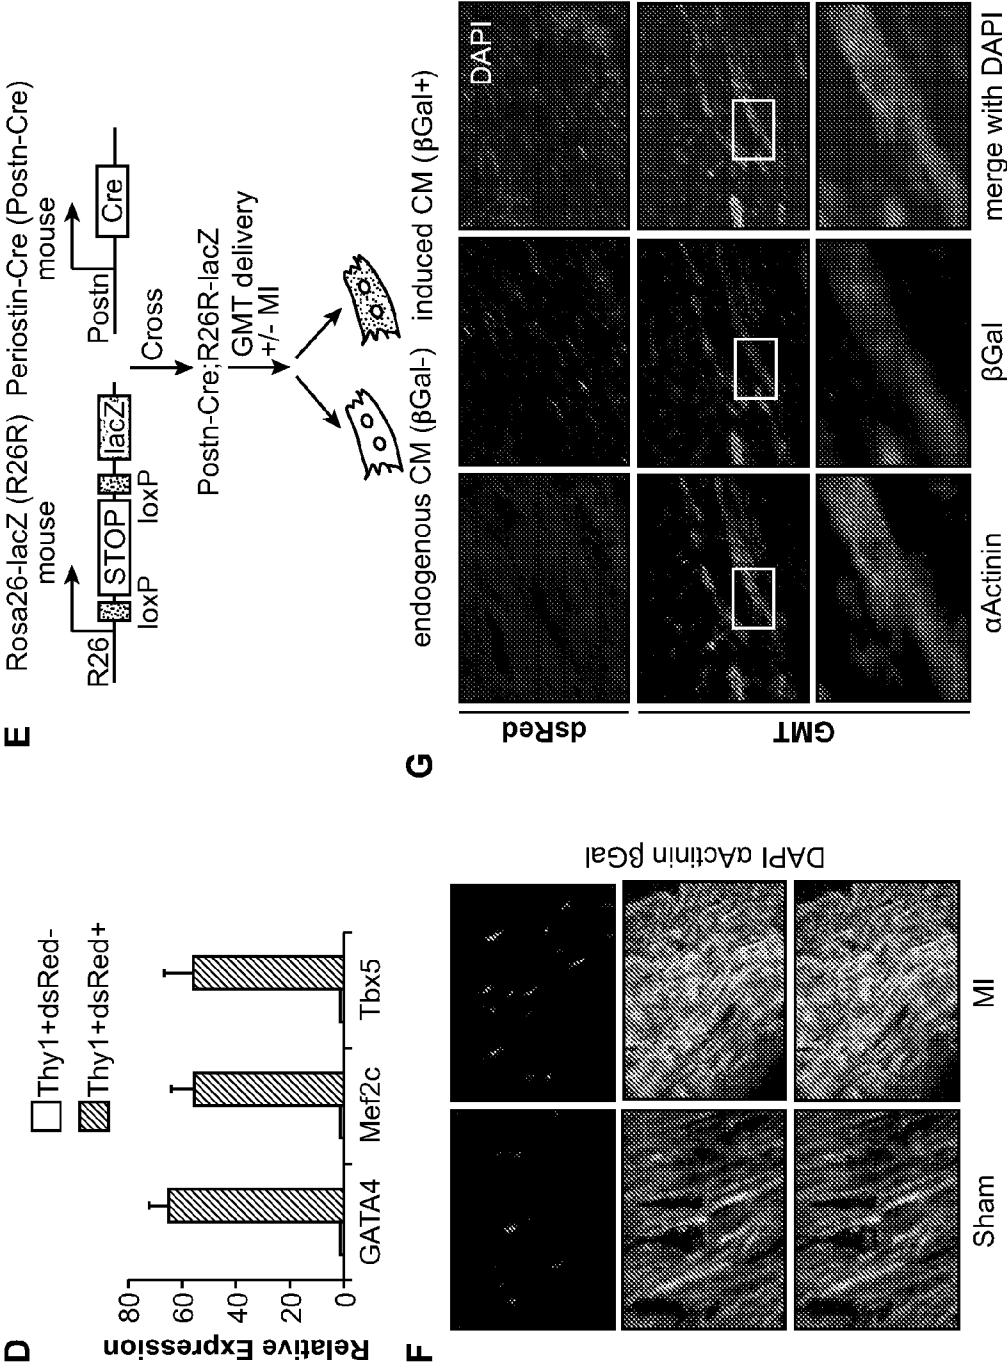 D
Relative Expression
80
60
40
20
0
Thy1+dsRed-
Thy1+dsRed+
GATA4
Mef2c
Tbx5
E
Rosa26-lacZ (R26R)
mouse
Periostin-Cre (Postn-Cre)
mouse
R26
STOP
lacZ
loxP
loxP
Postn
Cre
Cross
Postn-Cre;R26R-lacZ
GMT delivery
+/- MI
endogenous CM (βGal-)
induced CM (βGal+)
F
DAPI αActinin βGal
Sham
MI
G
dsRed
GMT
DAPI
αActinin
βGal
merge with DAPI